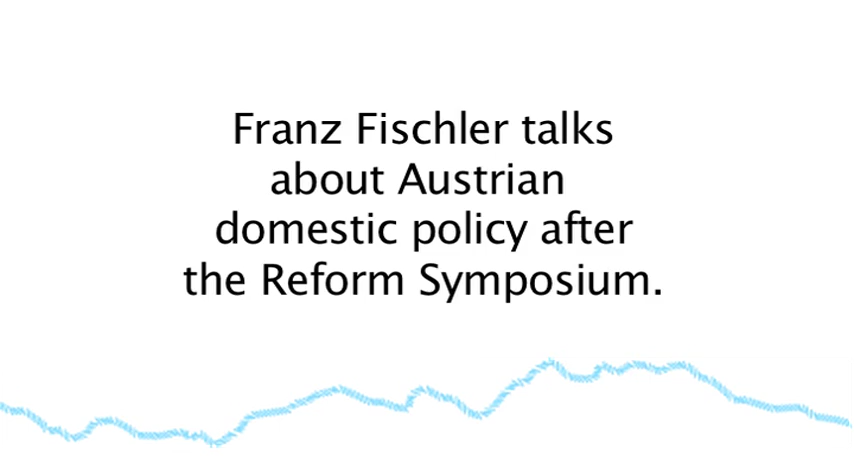 Franz Fischler talks
about Austrian
domestic policy after
the Reform Symposium.